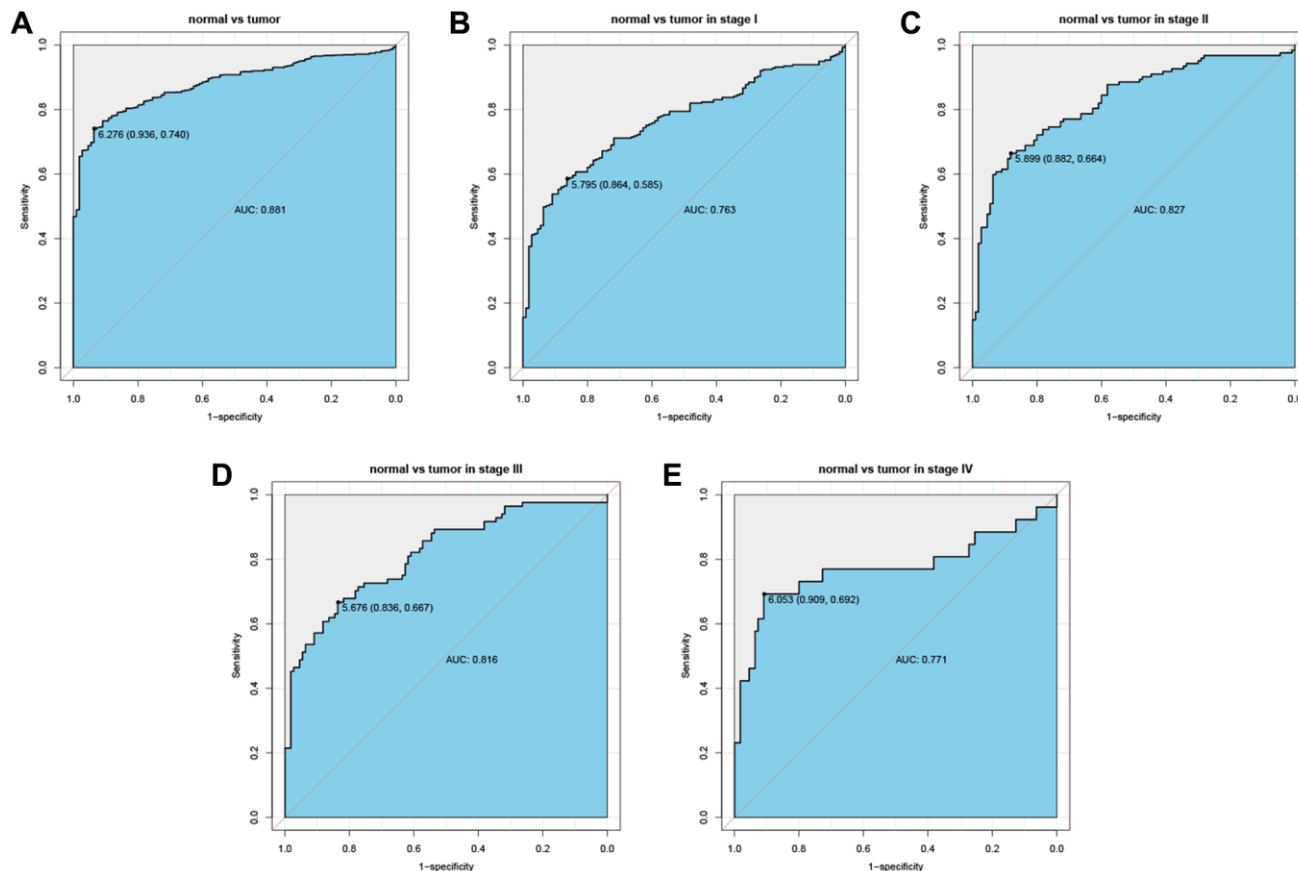 A
normal vs tumor
1.0
0.8
0.6
0.4
0.2
0.0
Sensitivity
6.276 (0.936, 0.740)
AUC: 0.881
1.0 0.8 0.6 0.4 0.2 0.0
1−specificity
B
normal vs tumor in stage I
1.0
0.8
0.6
0.4
0.2
0.0
Sensitivity
5.795 (0.864, 0.585)
AUC: 0.763
1.0 0.8 0.6 0.4 0.2 0.0
1−specificity
C
normal vs tumor in stage II
1.0
0.8
0.6
0.4
0.2
0.0
Sensitivity
5.899 (0.882, 0.664)
AUC: 0.827
1.0 0.8 0.6 0.4 0.2 0.0
1−specificity
D
normal vs tumor in stage III
1.0
0.8
0.6
0.4
0.2
0.0
Sensitivity
5.676 (0.836, 0.667)
AUC: 0.816
1.0 0.8 0.6 0.4 0.2 0.0
1−specificity
E
normal vs tumor in stage IV
1.0
0.8
0.6
0.4
0.2
0.0
Sensitivity
6.053 (0.909, 0.692)
AUC: 0.771
1.0 0.8 0.6 0.4 0.2 0.0
1−specificity